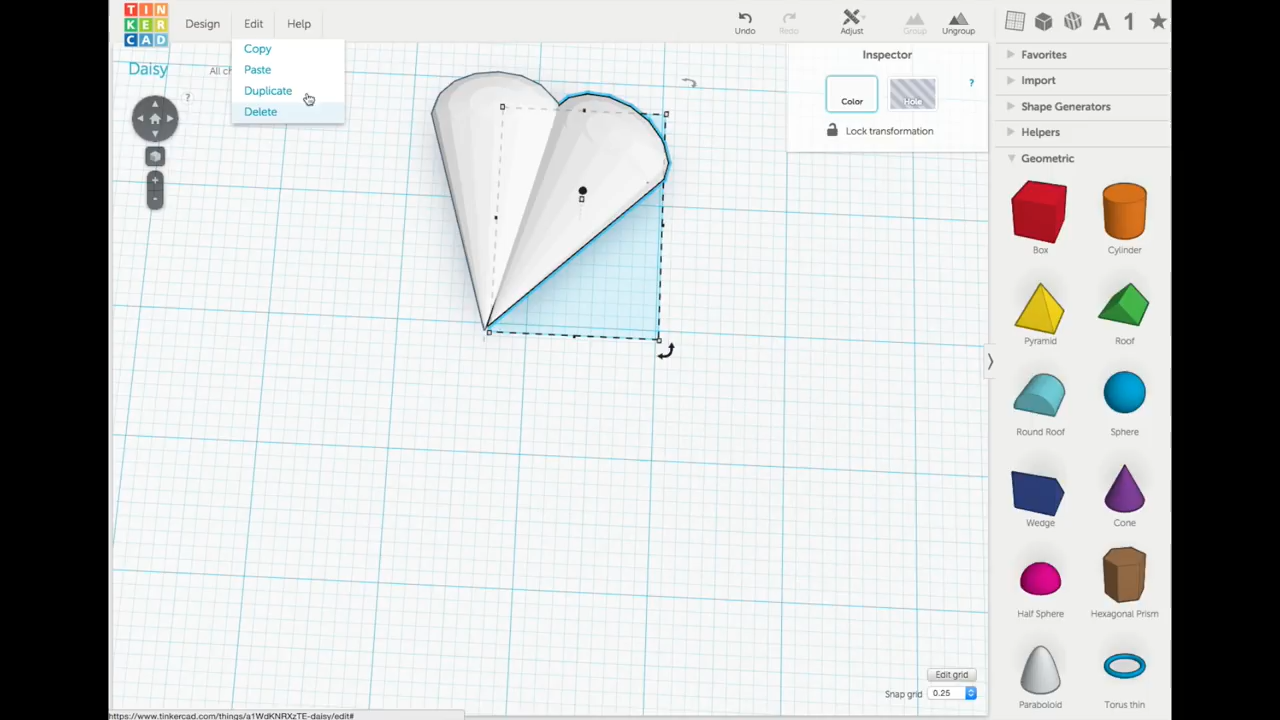 TIN
KER
CAD
Design
Edit
Help
Undo
Redo
Adjust
Group
Ungroup
Daisy
Copy
Paste
Duplicate
Delete
Inspector
Color
Hole
?
Lock transformation
?
A
1
Favorites
Import
Shape Generators
Helpers
Geometric
Box
Cylinder
Pyramid
Roof
Round Roof
Sphere
Wedge
Cone
Half Sphere
Hexagonal Prism
Paraboloid
Torus thin
+
-
Edit grid
Snap grid 0.25
https://www.tinkercad.com/things/a1WdKNRXzTE-daisy/edit#